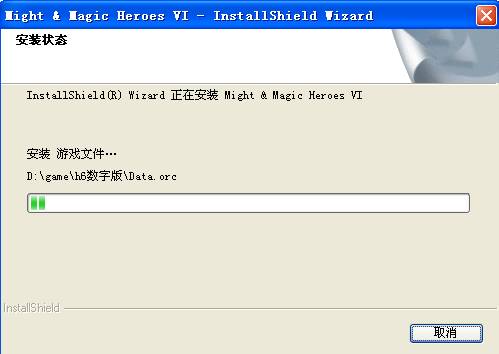 Might & Magic Heroes VI - InstallShield Wizard
安装状态
InstallShield(R) Wizard 正在安装 Might & Magic Heroes VI
安装 游戏文件…
D:\game\h6数字版\Data.orc
InstallShield
取消